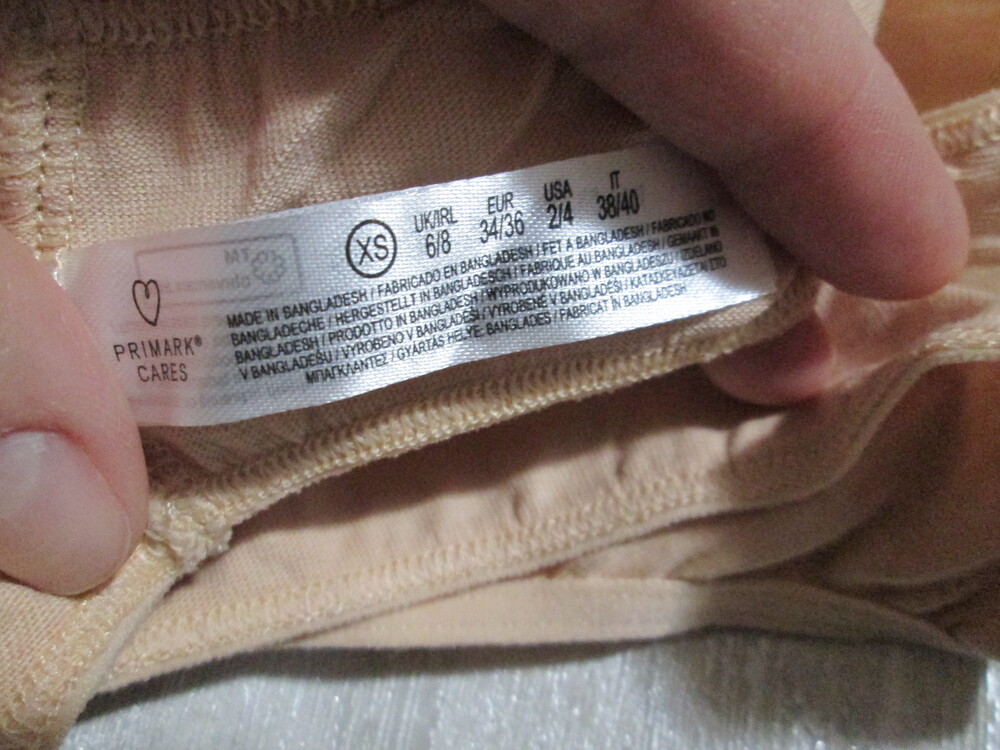 PRIMARK®
CARES
XS
UK/IRL
6/8
EUR
34/36
USA
2/4
IT
38/40
MADE IN BANGLADESH / FABRICADO EN BANGLADESH / FET A BANGLADESH / FABRICADO NO
BANGLADECHE / HERGESTELLT IN BANGLADESCH / FABRIQUE AU BANGLADESH / GEMAAKT IN
BANGLADESH / PRODOTTO IN BANGLADESH / WYPRODUKOWANO W BANGLADESZU / IZDELANO
V BANGLADEŠU / VYROBENO V BANGLADÉŠI / VYROBENÉ V BANGLADÉŠI /
ΜΠΑΓΚΛΑΝΤΕΣ / GYÁRTÁS HELYE: BANGLADES / FABRICAT ÎN BANGLADESH